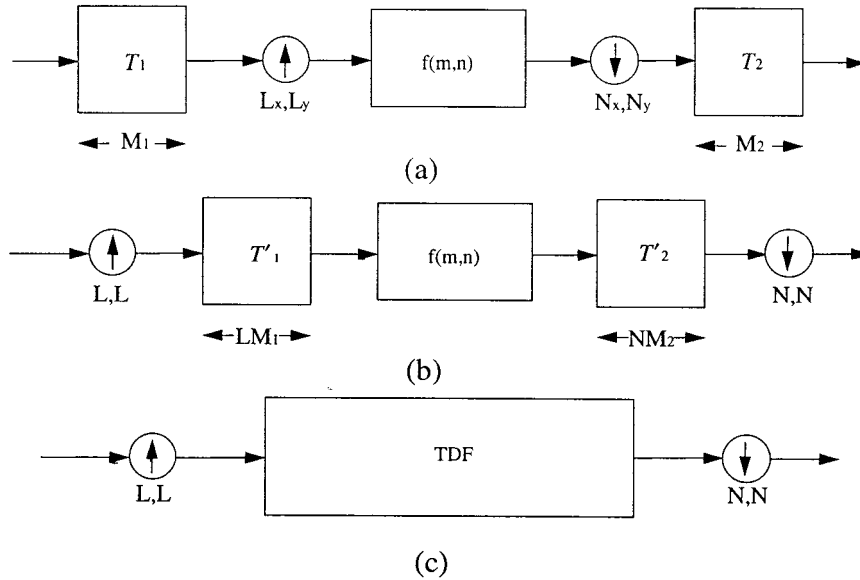 T1 f(m,n) T2
Lx,Ly Nx,Ny
M1 M2
(a)
T'1 f(m,n) T'2
L,L N,N
LM1 NM2
(b)
TDF
L,L N,N
(c)